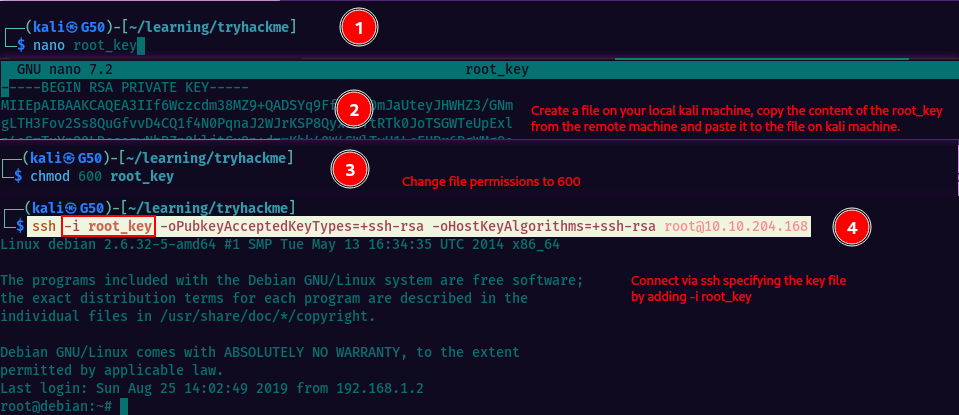 ┌──(kali㉿G50)-[~/learning/tryhackme]
└─$ nano root_key
1
GNU nano 7.2 root_key
-----BEGIN RSA PRIVATE KEY-----
MIIEpAIBAAKCAQEA3IIf6Wczcdm38MZ9+QADSYq9Ff
2
mJaUteyJHWHZ3/GNm
gLTH3Fov2Ss8QuGfvvD4CQ1f4N0PqnaJ2WJrKSP8Qy
tRTk0JoTSGWTeUpExl
Create a file on your local kali machine, copy the content of the root_key
from the remote machine and paste it to the file on kali machine.
┌──(kali㉿G50)-[~/learning/tryhackme]
└─$ chmod 600 root_key
3
Change file permissions to 600
┌──(kali㉿G50)-[~/learning/tryhackme]
└─$ ssh -i root_key -oPubkeyAcceptedKeyTypes=+ssh-rsa -oHostKeyAlgorithms=+ssh-rsa root@10.10.204.168
4
Linux debian 2.6.32-5-amd64 #1 SMP Tue May 13 16:34:35 UTC 2014 x86_64
The programs included with the Debian GNU/Linux system are free software;
the exact distribution terms for each program are described in the
individual files in /usr/share/doc/*/copyright.
Connect via ssh specifying the key file
by adding -i root_key
Debian GNU/Linux comes with ABSOLUTELY NO WARRANTY, to the extent
permitted by applicable law.
Last login: Sun Aug 25 14:02:49 2019 from 192.168.1.2
root@debian:~#